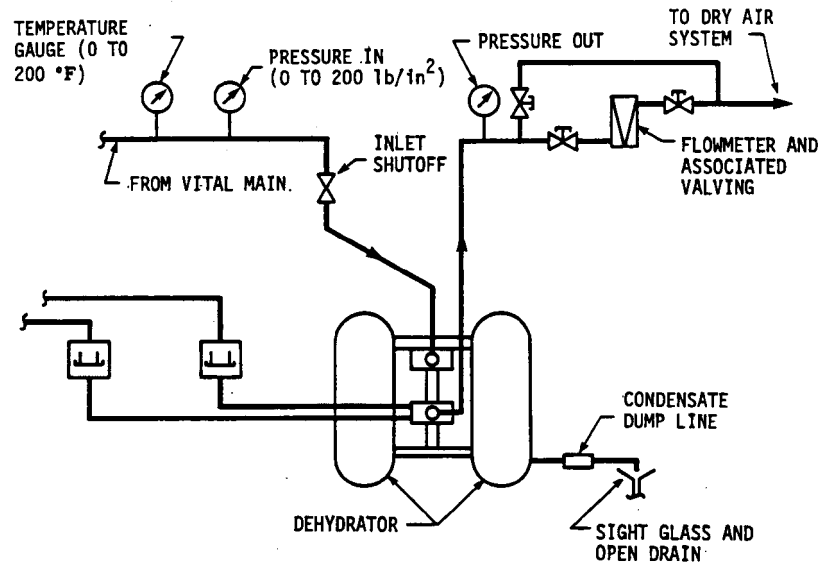 TEMPERATURE
GAUGE (0 TO
200 °F)
PRESSURE IN
(0 TO 200 lb/in²)
PRESSURE OUT
TO DRY AIR
SYSTEM
INLET
SHUTOFF
FLOWMETER AND
ASSOCIATED
VALVING
FROM VITAL MAIN.
CONDENSATE
DUMP LINE
DEHYDRATOR
SIGHT GLASS AND
OPEN DRAIN